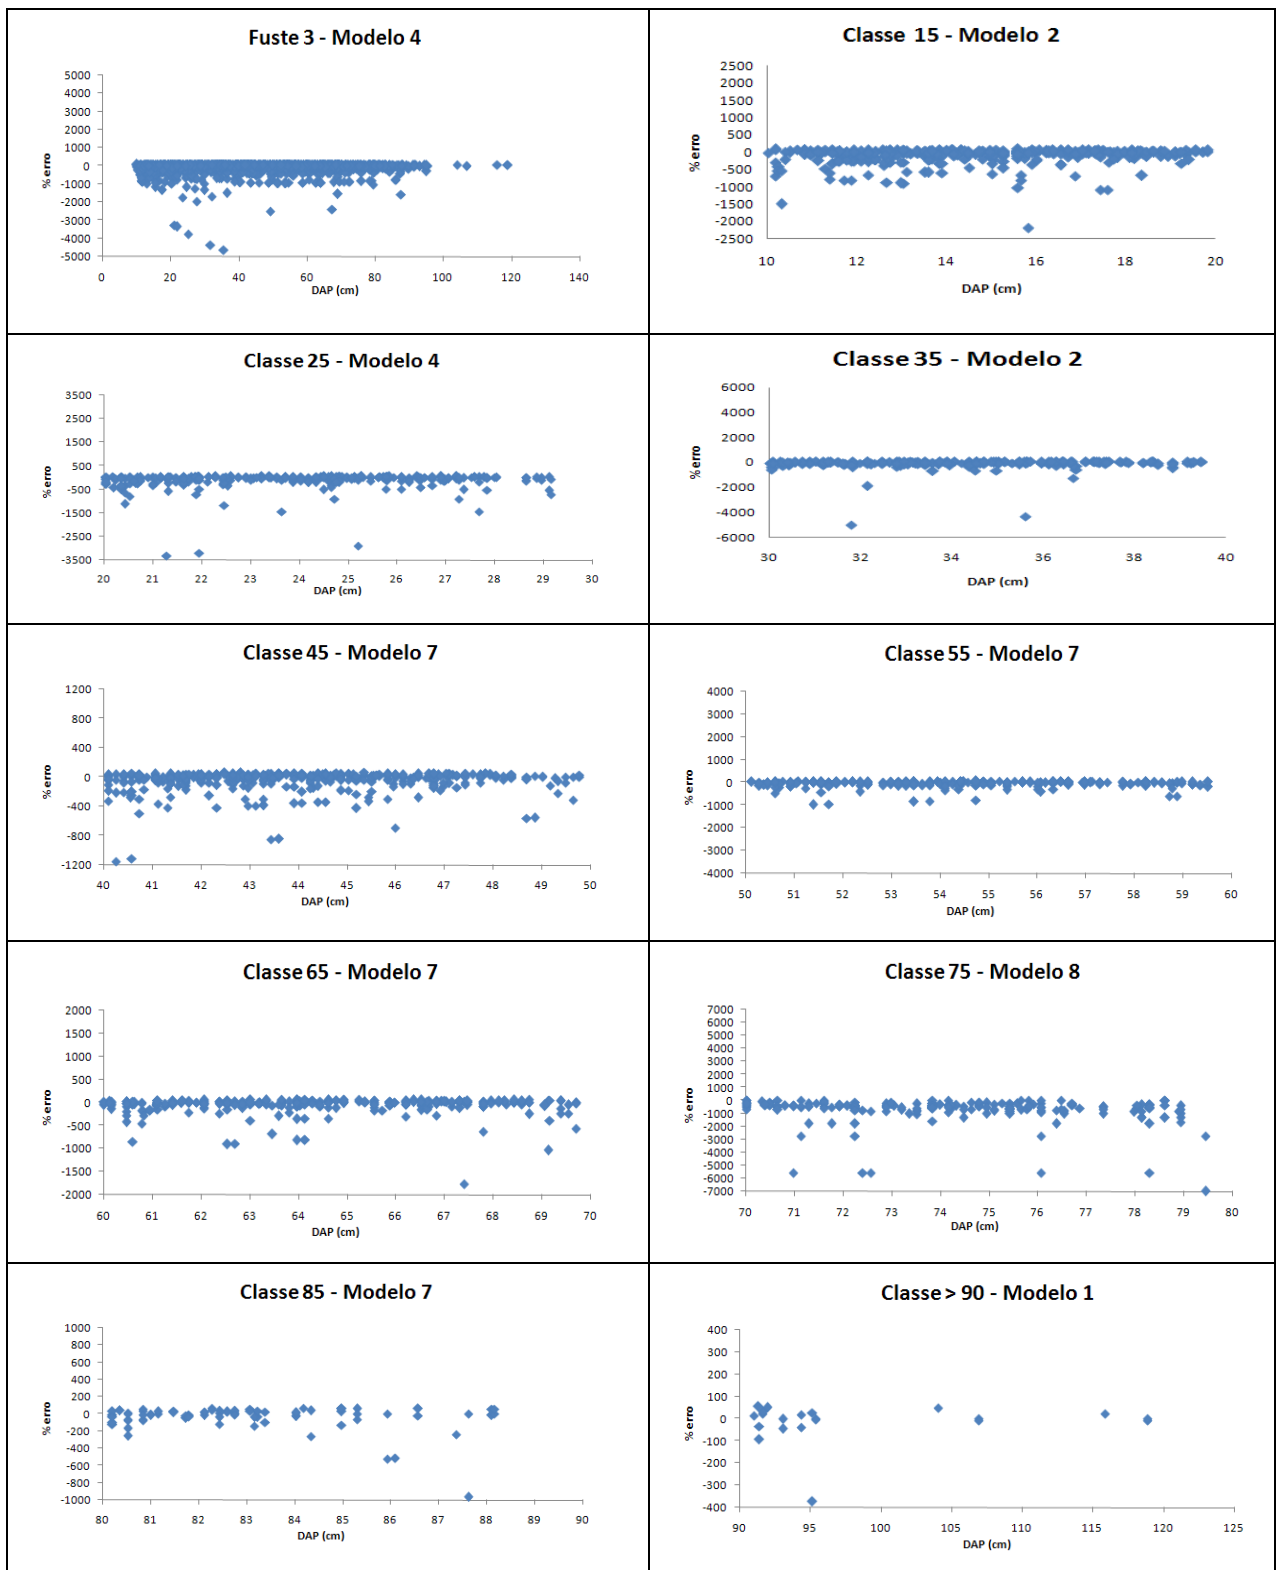 Fuste 3 - Modelo 4
5000
4000
3000
2000
1000
0
-1000
-2000
-3000
-4000
-5000
% erro
0 20 40 60 80 100 120 140
DAP (cm)
Classe 15 - Modelo 2
2500
2000
1500
1000
500
0
-500
-1000
-1500
-2000
-2500
% erro
10 12 14 16 18 20
DAP (cm)
Classe 25 - Modelo 4
3500
2500
1500
500
-500
-1500
-2500
-3500
% erro
20 21 22 23 24 25 26 27 28 29 30
DAP (cm)
Classe 35 - Modelo 2
6000
4000
2000
0
-2000
-4000
-6000
% erro
30 32 34 36 38 40
DAP (cm)
Classe 45 - Modelo 7
1200
800
400
0
-400
-800
-1200
% erro
40 41 42 43 44 45 46 47 48 49 50
DAP (cm)
Classe 55 - Modelo 7
4000
3000
2000
1000
0
-1000
-2000
-3000
-4000
% erro
50 51 52 53 54 55 56 57 58 59 60
DAP (cm)
Classe 65 - Modelo 7
2000
1500
1000
500
0
-500
-1000
-1500
-2000
% erro
60 61 62 63 64 65 66 67 68 69 70
DAP (cm)
Classe 75 - Modelo 8
7000
6000
5000
4000
3000
2000
1000
0
-1000
-2000
-3000
-4000
-5000
-6000
-7000
% erro
70 71 72 73 74 75 76 77 78 79 80
DAP (cm)
Classe 85 - Modelo 7
1000
800
600
400
200
0
-200
-400
-600
-800
-1000
% erro
80 81 82 83 84 85 86 87 88 89 90
DAP (cm)
Classe > 90 - Modelo 1
400
300
200
100
0
-100
-200
-300
-400
% erro
90 95 100 105 110 115 120 125
DAP (cm)